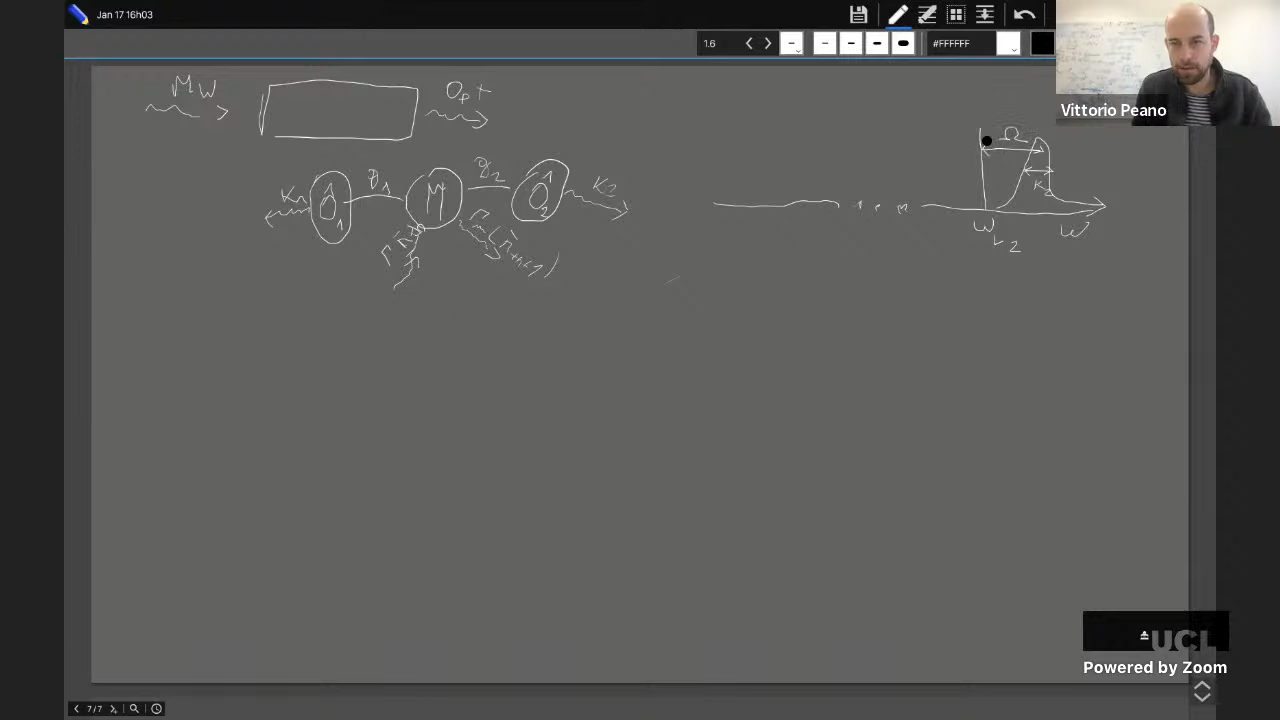 Jan 17 16h03
1.6
#FFFFFF
Vittorio Peano
MW
Opt
Ω
κ1
g1
g2
κ2
O1
M
O2
κ2
ωL2
ω
UCL
Powered by Zoom
7/7